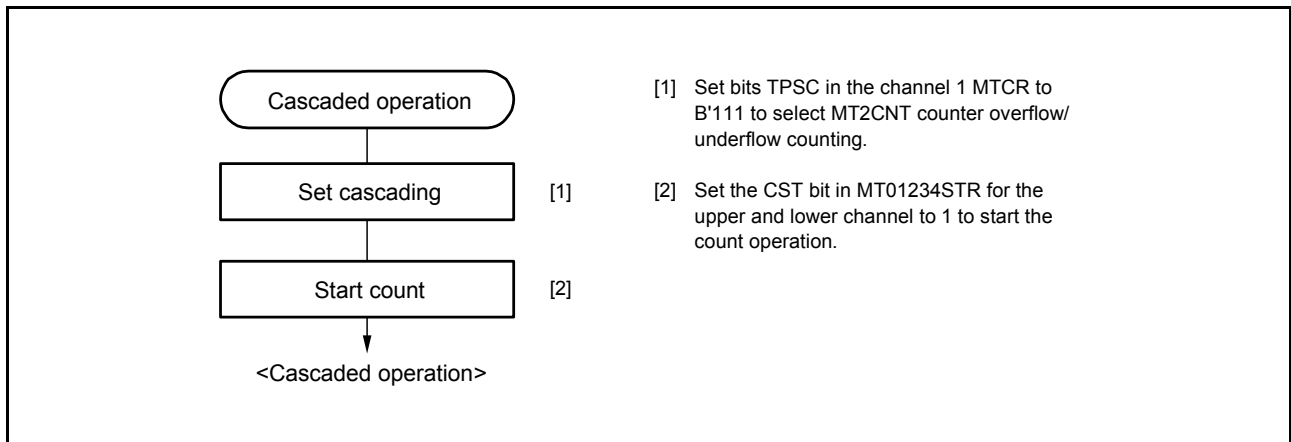 Cascaded operation
Set cascading [1]
Start count [2]
<Cascaded operation>
[1] Set bits TPSC in the channel 1 MTCR to
B'111 to select MT2CNT counter overflow/
underflow counting.
[2] Set the CST bit in MT01234STR for the
upper and lower channel to 1 to start the
count operation.